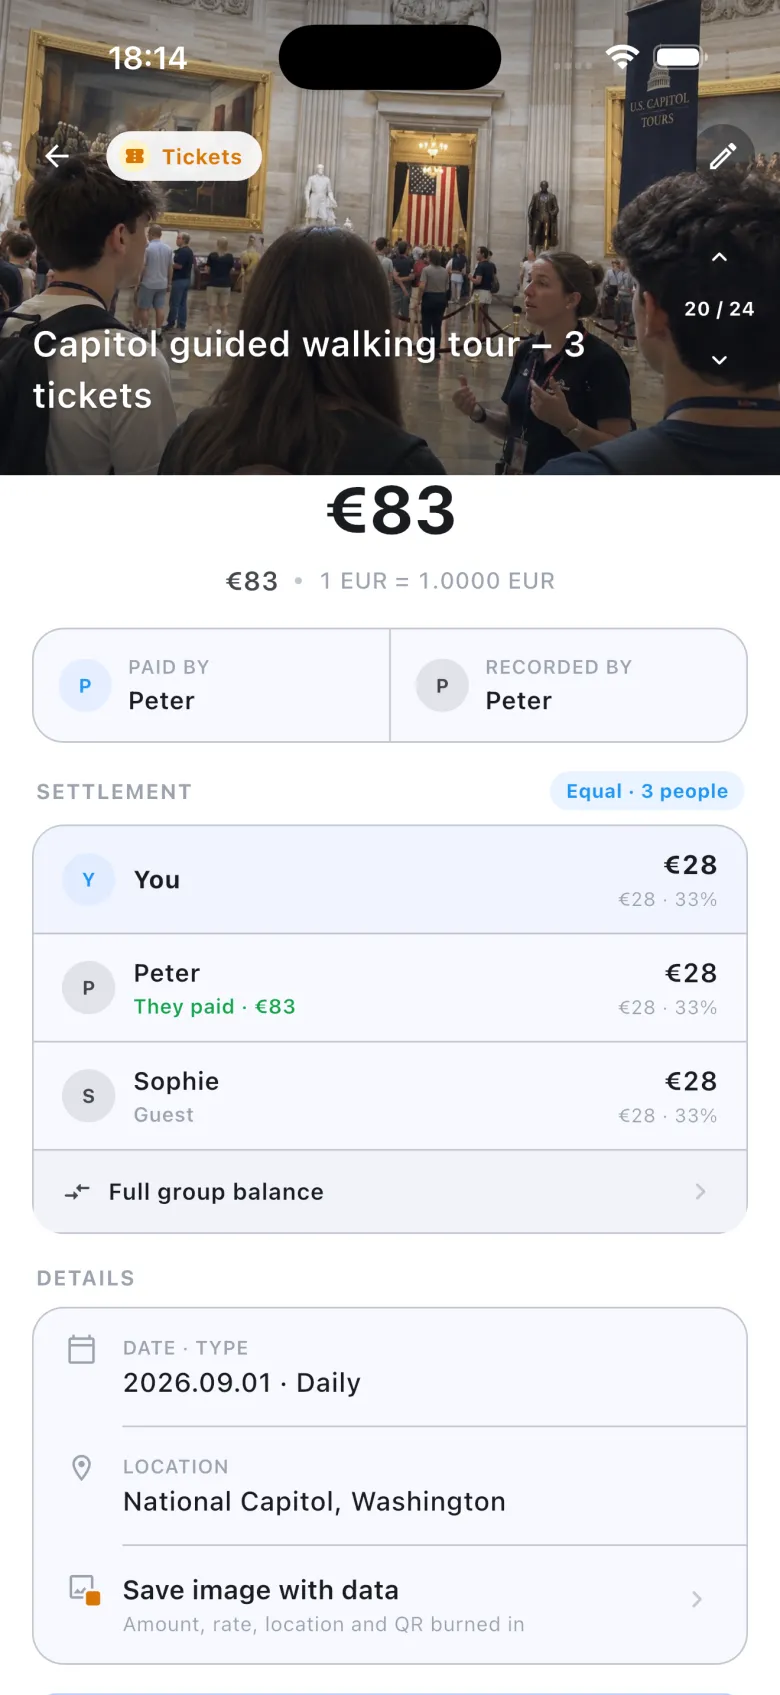 18:14
U.S. CAPITOL
TOURS
Tickets
20 / 24
Capitol guided walking tour – 3
tickets
€83
€83 • 1 EUR = 1.0000 EUR
P
PAID BY
Peter
P
RECORDED BY
Peter
SETTLEMENT
Equal · 3 people
Y
You
€28
€28 · 33%
P
Peter
They paid · €83
€28
€28 · 33%
S
Sophie
Guest
€28
€28 · 33%
Full group balance
DETAILS
DATE · TYPE
2026.09.01 · Daily
LOCATION
National Capitol, Washington
Save image with data
Amount, rate, location and QR burned in